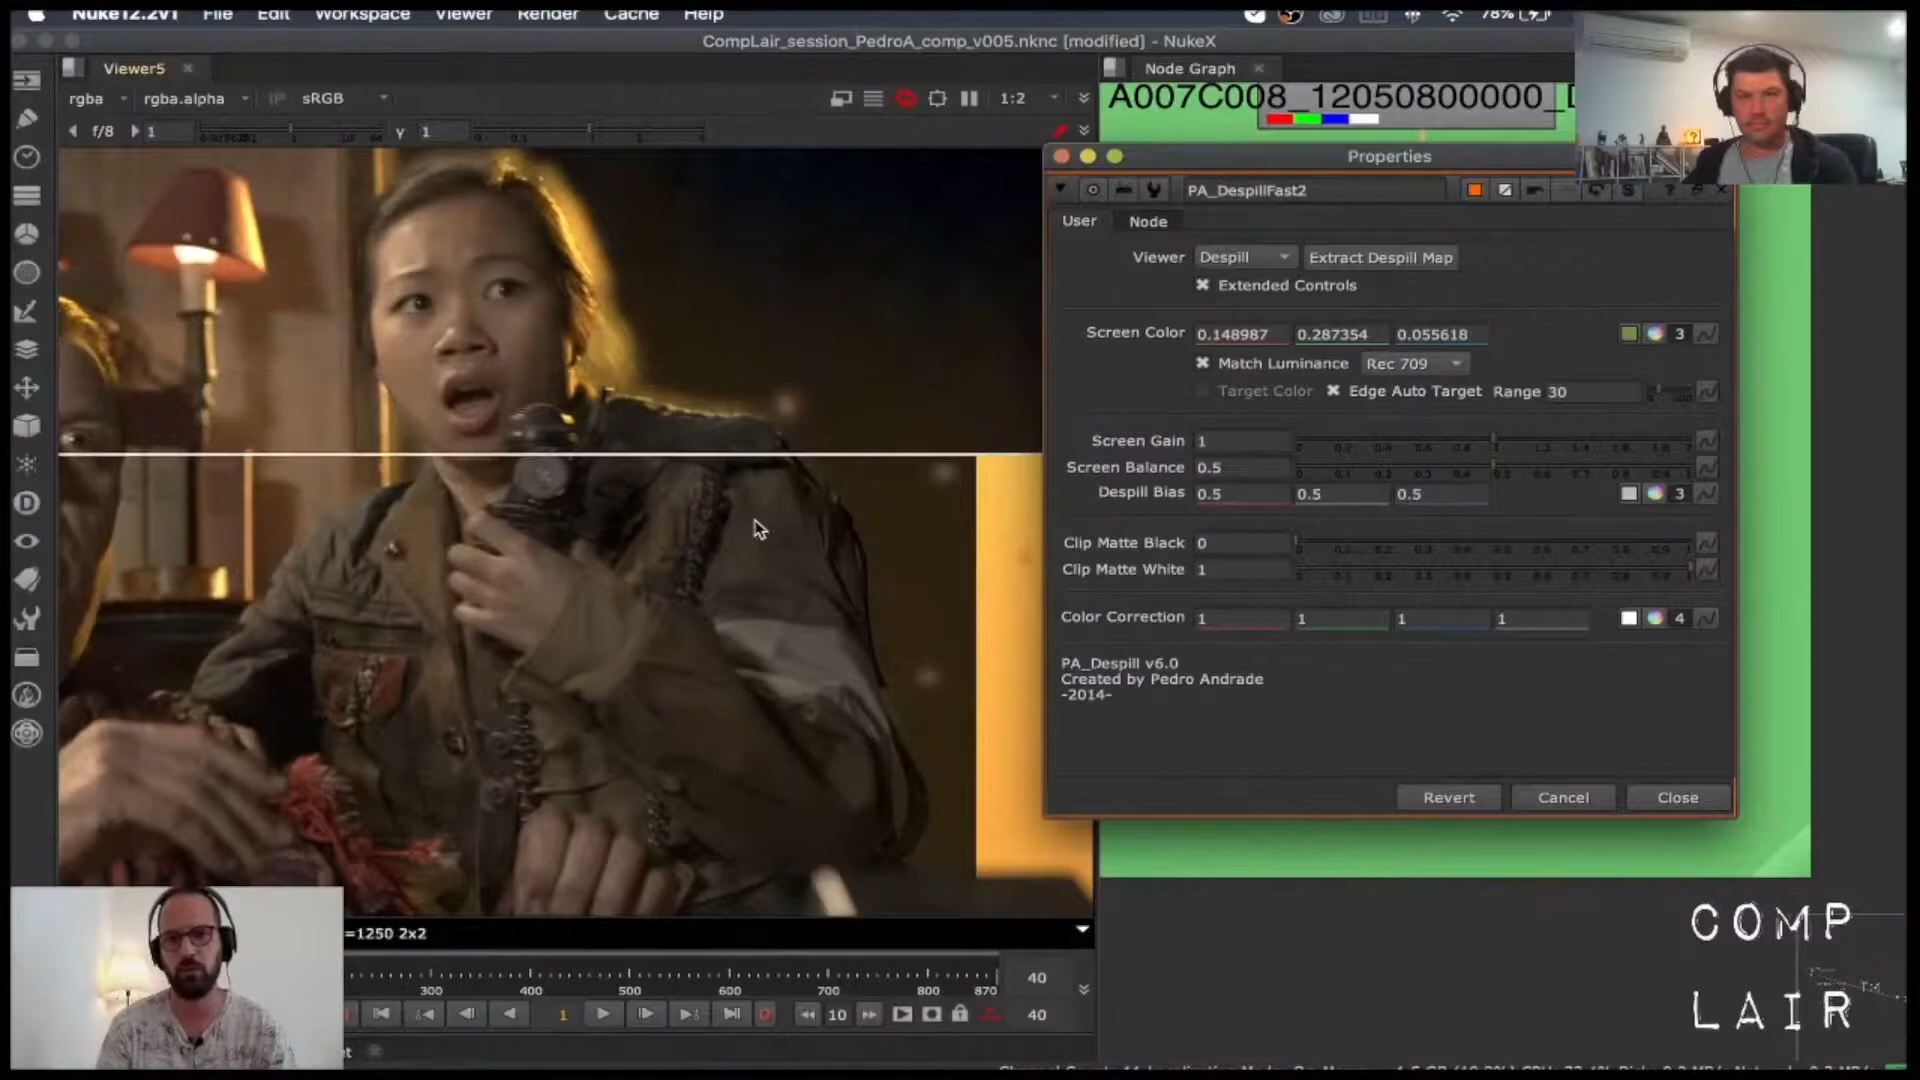 Nuke12.2v1 File Edit Workspace Viewer Render Cache Help
78%
CompLair_session_PedroA_comp_v005.nknc [modified] - NukeX
Viewer5
rgba rgba.alpha IP sRGB
1:2
f/8 1
y 1
Node Graph
A007C008_12050800000_
Properties
PA_DespillFast2
User Node
Viewer Despill Extract Despill Map
Extended Controls
Screen Color 0.148987 0.287354 0.055618 3
Match Luminance Rec 709
Target Color Edge Auto Target Range 30
Screen Gain 1
Screen Balance 0.5
Despill Bias 0.5 0.5 0.5 3
Clip Matte Black 0
Clip Matte White 1
Color Correction 1 1 1 1 4
PA_Despill v6.0
Created by Pedro Andrade
-2014-
Revert Cancel Close
=1250 2x2
300 400 500 600 700 800 870
40
1
10
40
COMP
LAIR